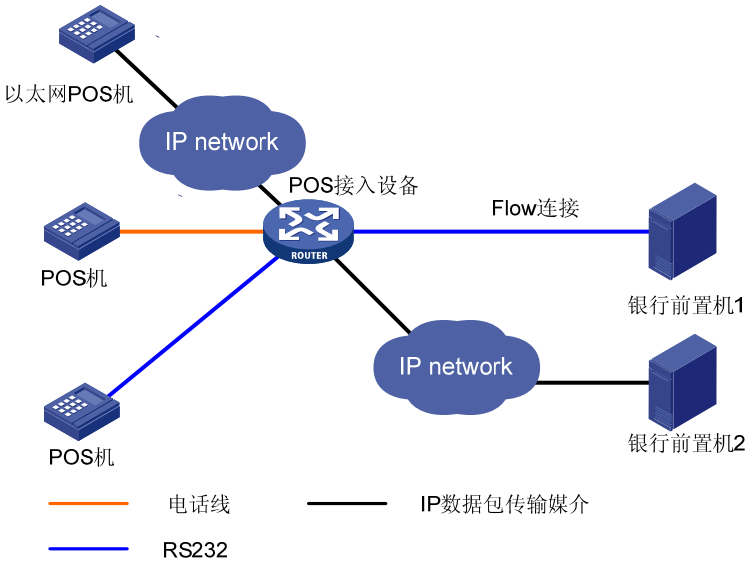 以太网POS机
IP network
POS接入设备
Flow连接
ROUTER
POS机
银行前置机1
IP network
银行前置机2
POS机
电话线
IP数据包传输媒介
RS232